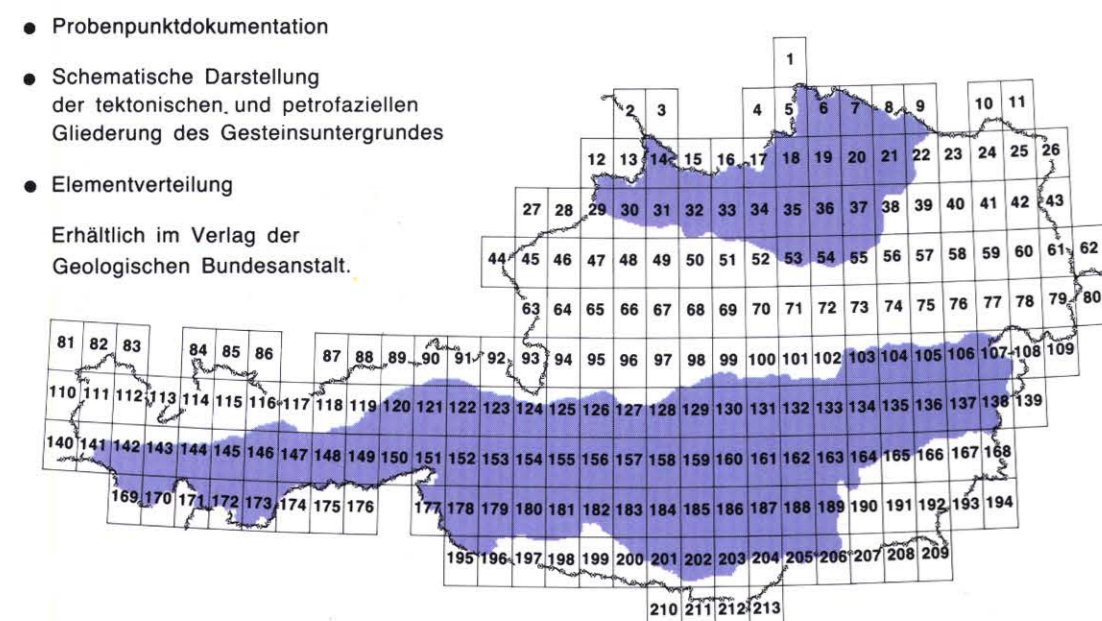 ● Probenpunktdokumentation
● Schematische Darstellung
der tektonischen und petrofaziellen
Gliederung des Gesteinsuntergrundes
● Elementverteilung
Erhältlich im Verlag der
Geologischen Bundesanstalt.
1
2 3 4 5 6 7 8 9 10 11
12 13 14 15 16 17 18 19 20 21 22 23 24 25 26
27 28 29 30 31 32 33 34 35 36 37 38 39 40 41 42 43
44 45 46 47 48 49 50 51 52 53 54 55 56 57 58 59 60 61 62
63 64 65 66 67 68 69 70 71 72 73 74 75 76 77 78 79 80
81 82 83 84 85 86 87 88 89 90 91 92 93 94 95 96 97 98 99 100 101 102 103 104 105 106 107 108 109
110 111 112 113 114 115 116 117 118 119 120 121 122 123 124 125 126 127 128 129 130 131 132 133 134 135 136 137 138 139
140 141 142 143 144 145 146 147 148 149 150 151 152 153 154 155 156 157 158 159 160 161 162 163 164 165 166 167 168
169 170 171 172 173 174 175 176 177 178 179 180 181 182 183 184 185 186 187 188 189 190 191 192 193 194
195 196 197 198 199 200 201 202 203 204 205 206 207 208 209
210 211 212 213